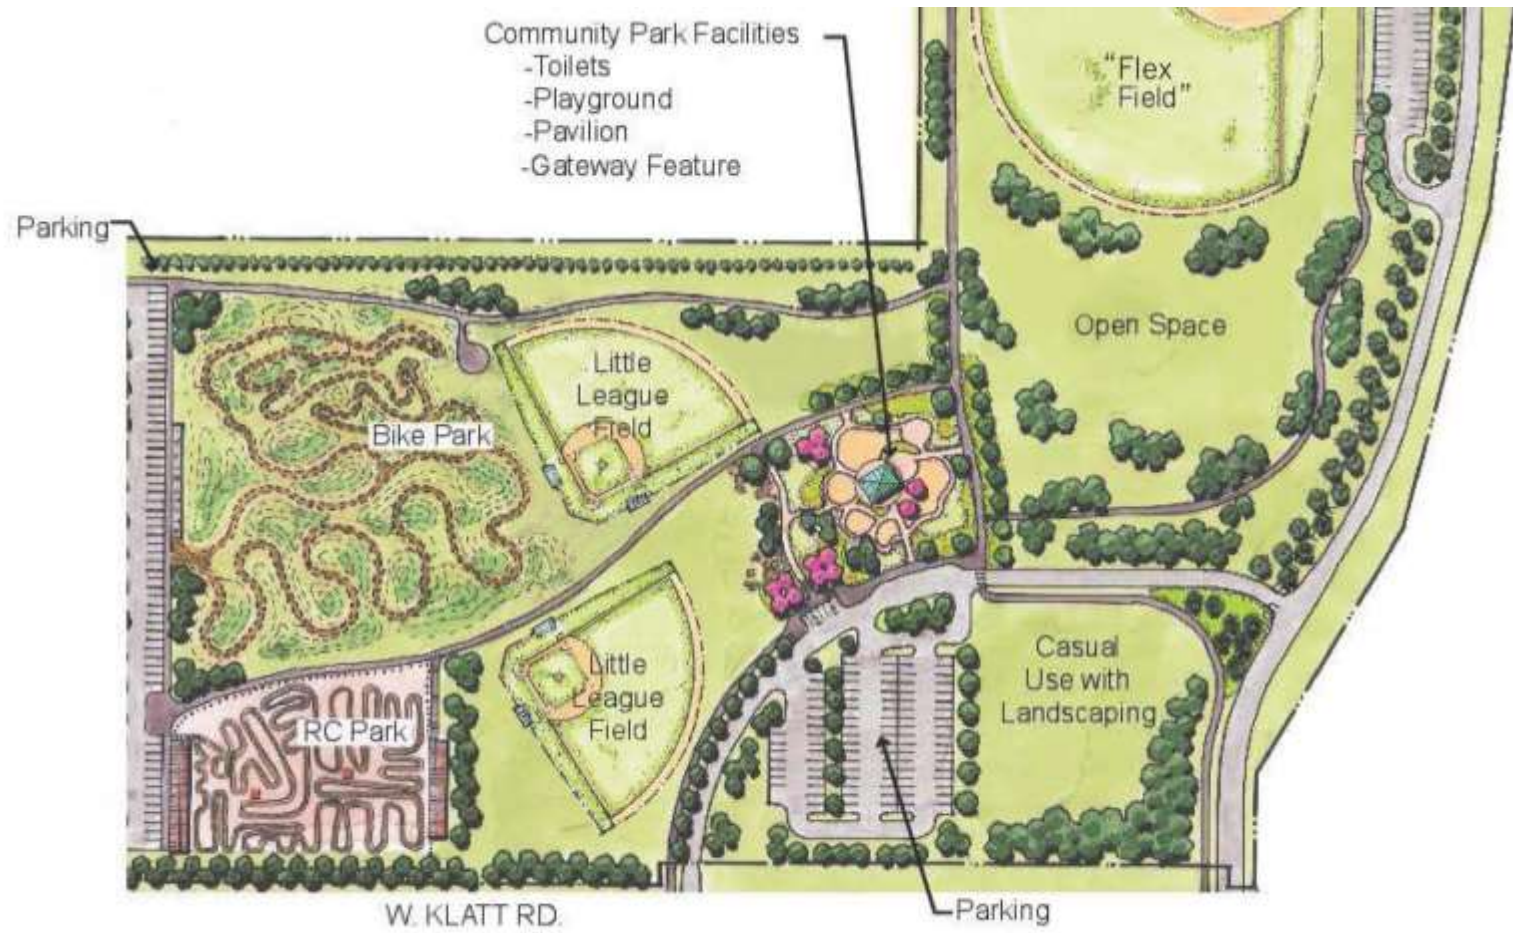 Community Park Facilities
-Toilets
-Playground
-Pavilion
-Gateway Feature
"Flex
Field"
Parking
Open Space
Little
League
Field
Bike Park
Little
League
Field
RC Park
Casual
Use with
Landscaping
Parking
W. KLATT RD.